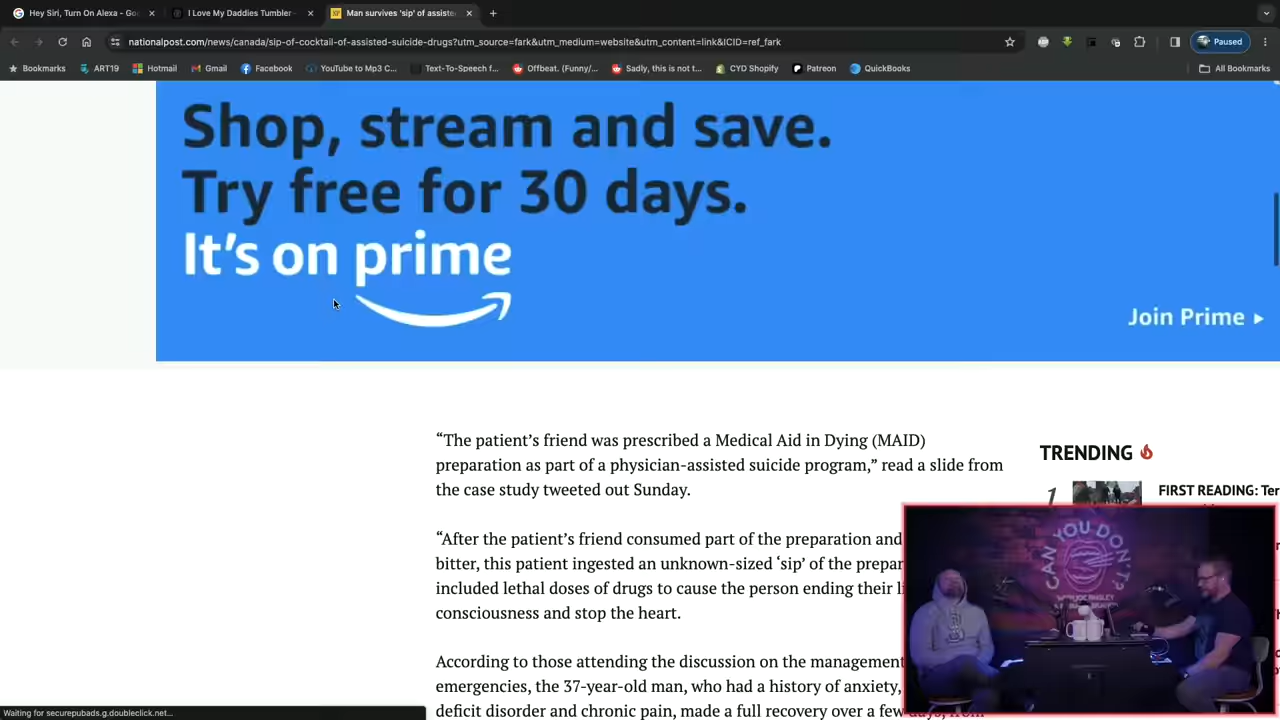 Hey Siri, Turn On Alexa - Go
I Love My Daddies Tumbler
Man survives 'sip' of assiste
nationalpost.com/news/canada/sip-of-cocktail-of-assisted-suicide-drugs?utm_source=fark&utm_medium=website&utm_content=link&ICID=ref_fark
Paused
Bookmarks
ART19
Hotmail
Gmail
Facebook
YouTube to Mp3 C...
Text-To-Speech f...
Offbeat. (Funny/...
Sadly, this is not t...
CYD Shopify
Patreon
QuickBooks
All Bookmarks
Shop, stream and save.
Try free for 30 days.
It's on prime
Join Prime
“The patient's friend was prescribed a Medical Aid in Dying (MAID)
preparation as part of a physician-assisted suicide program,” read a slide from
the case study tweeted out Sunday.
“After the patient's friend consumed part of the preparation and
bitter, this patient ingested an unknown-sized ‘sip’ of the prepar
included lethal doses of drugs to cause the person ending their li
consciousness and stop the heart.
According to those attending the discussion on the management
emergencies, the 37-year-old man, who had a history of anxiety,
deficit disorder and chronic pain, made a full recovery over a few days, from
TRENDING
1
FIRST READING: Ter
CAN YOU DON'T?
Waiting for securepubads.g.doubleclick.net...